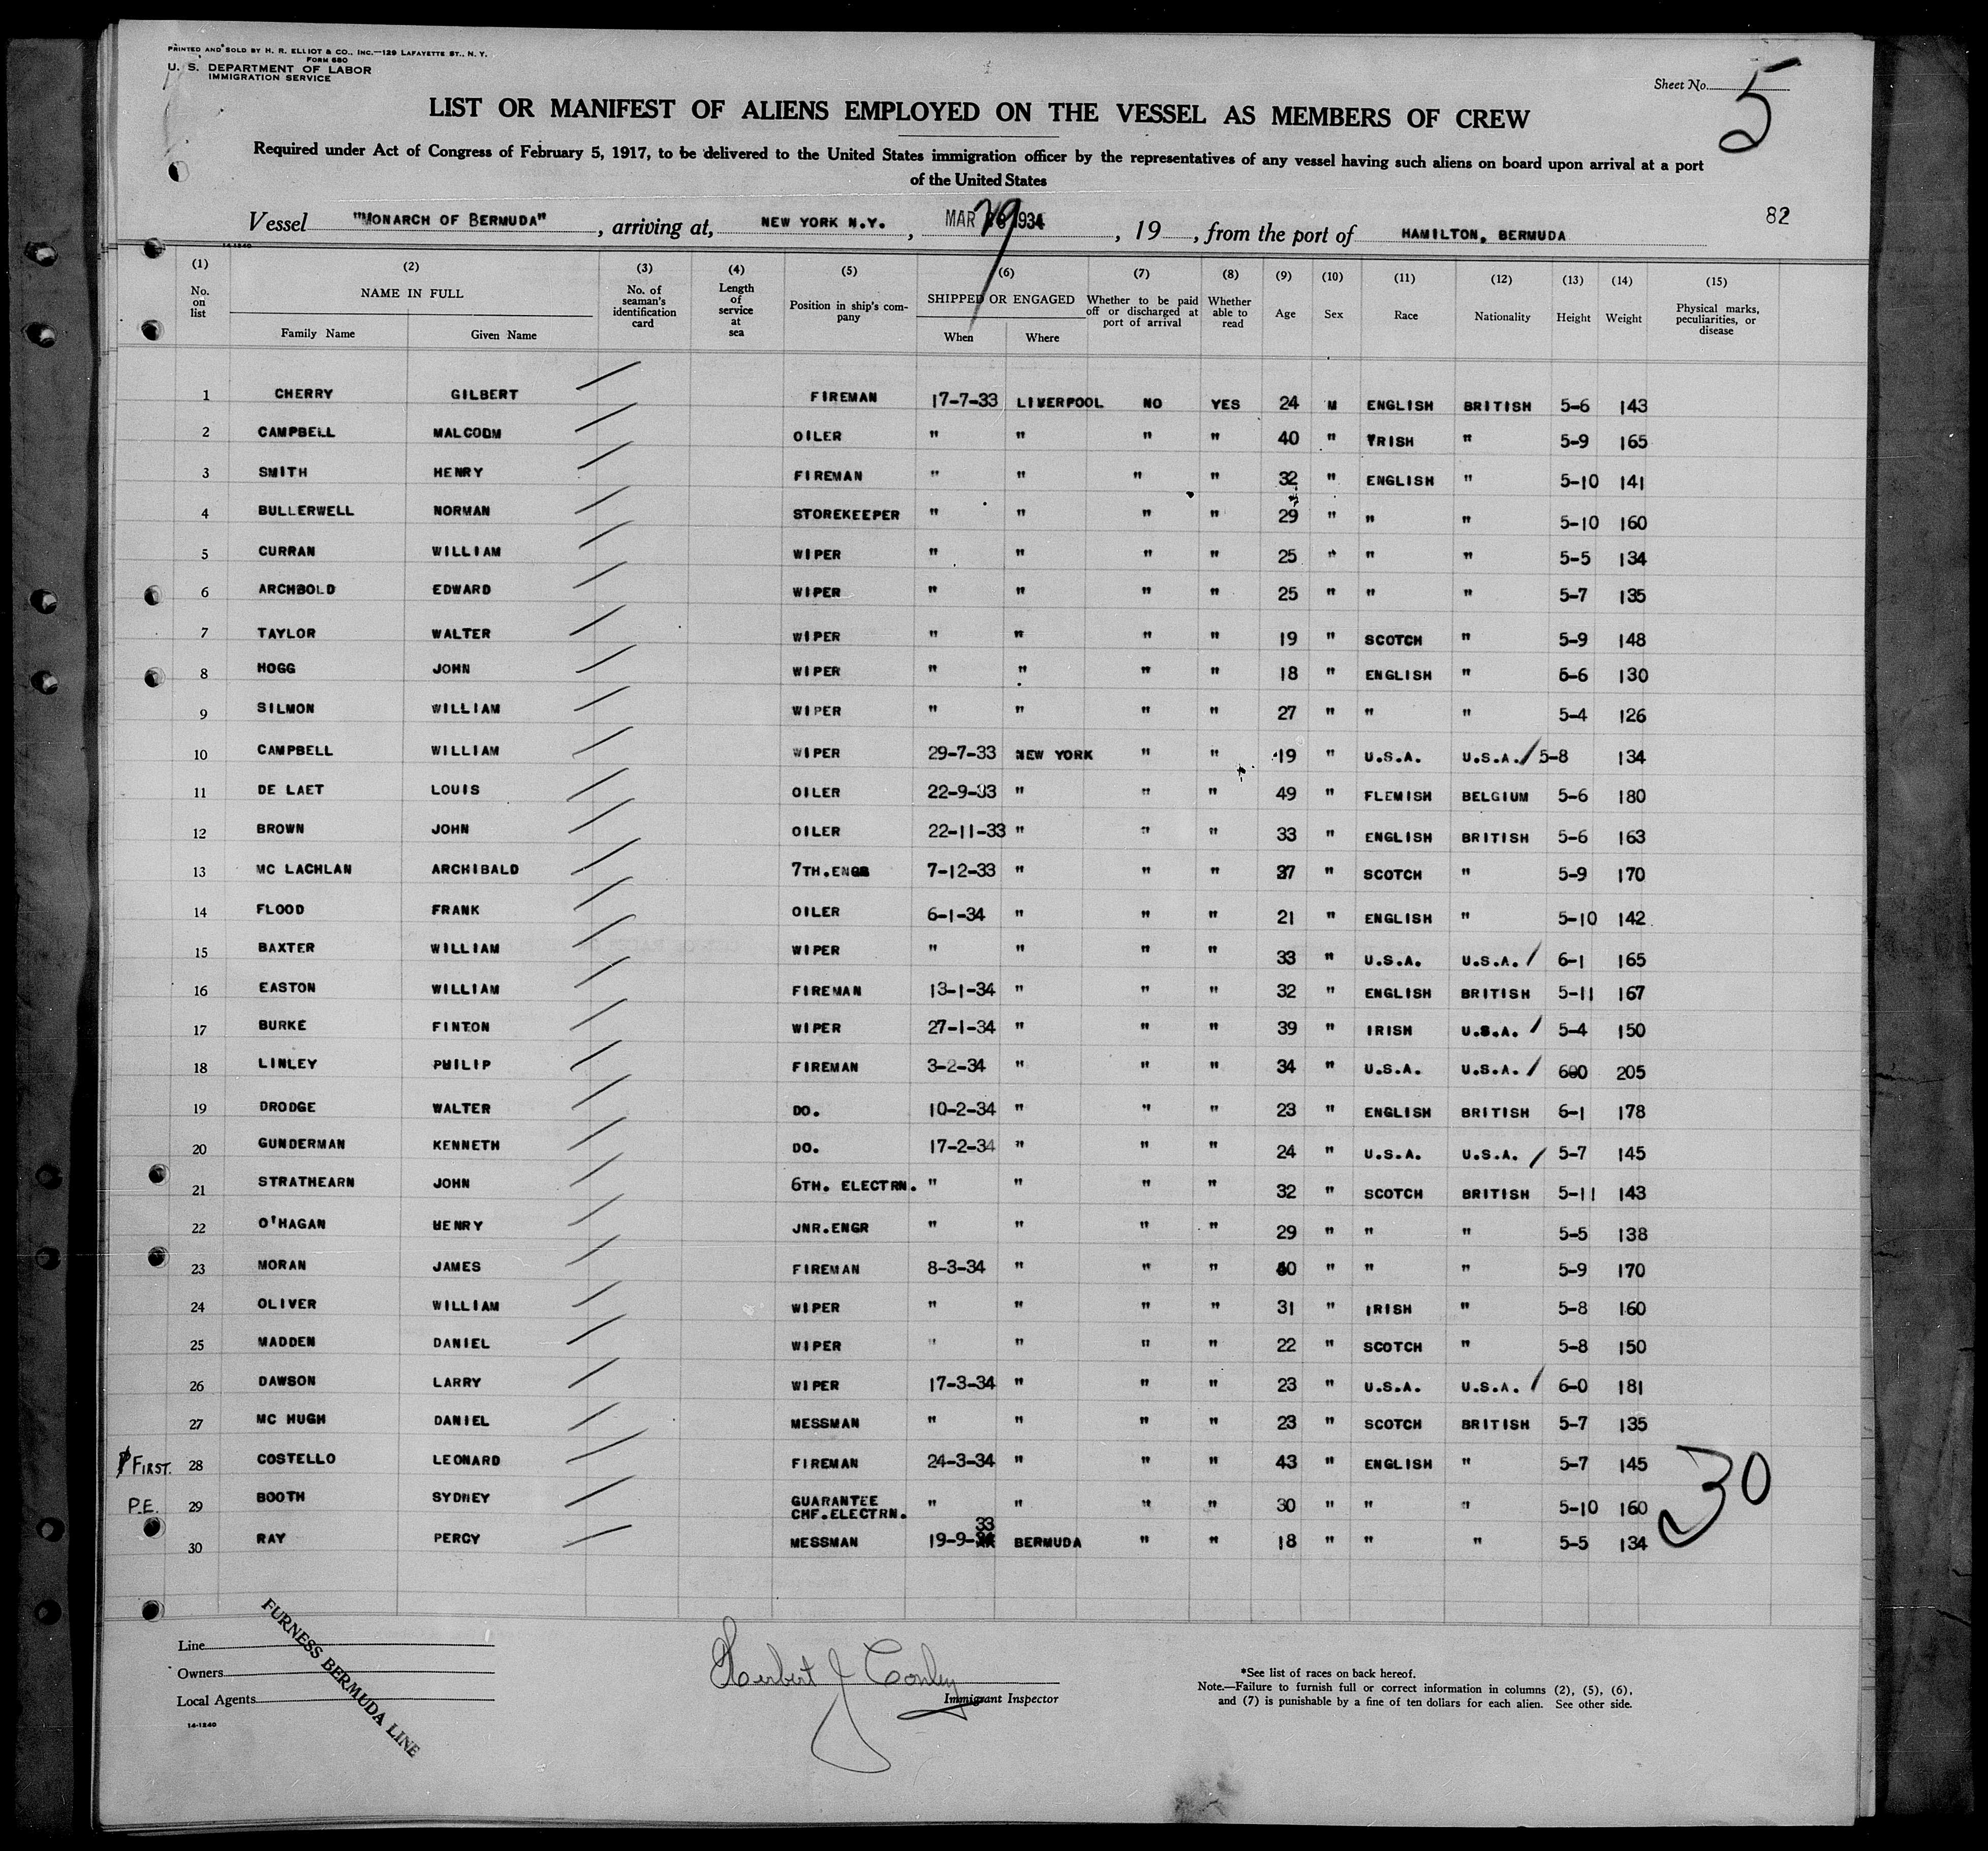 PRINTED AND SOLD BY H. R. ELLIOT & CO., INC.—129 LAFAYETTE ST., N. Y.
FORM 680
U. S. DEPARTMENT OF LABOR
IMMIGRATION SERVICE
Sheet No. 5
LIST OR MANIFEST OF ALIENS EMPLOYED ON THE VESSEL AS MEMBERS OF CREW
Required under Act of Congress of February 5, 1917, to be delivered to the United States immigration officer by the representatives of any vessel having such aliens on board upon arrival at a port
of the United States
Vessel "MONARCH OF BERMUDA", arriving at, NEW YORK N.Y., MAR 29 1934, 19, from the port of HAMILTON, BERMUDA 82
14-1240
(1) (2) (3) (4) (5) (6) (7) (8) (9) (10) (11) (12) (13) (14) (15)
No. on list NAME IN FULL Family Name Given Name No. of seaman's identification card Length of service at sea Position in ship's company SHIPPED OR ENGAGED When Where Whether to be paid off or discharged at port of arrival Whether able to read Age Sex Race Nationality Height Weight Physical marks, peculiarities, or disease
1 CHERRY GILBERT FIREMAN 17-7-33 LIVERPOOL NO YES 24 M ENGLISH BRITISH 5-6 143
2 CAMPBELL MALCOOM OILER " " " " 40 " YRISH " 5-9 165
3 SMITH HENRY FIREMAN " " " " 32 " ENGLISH " 5-10 141
4 BULLERWELL NORMAN STOREKEEPER " " " " 29 " " " 5-10 160
5 CURRAN WILLIAM WIPER " " " " 25 " " " 5-5 134
6 ARCHBOLD EDWARD WIPER " " " " 25 " " " 5-7 135
7 TAYLOR WALTER WIPER " " " " 19 " SCOTCH " 5-9 148
8 HOGG JOHN WIPER " " " " 18 " ENGLISH " 6-6 130
9 SILMON WILLIAM WIPER " " " " 27 " " " 5-4 126
10 CAMPBELL WILLIAM WIPER 29-7-33 NEW YORK " " 19 " U.S.A. U.S.A. / 5-8 134
11 DE LAET LOUIS OILER 22-9-33 " " " 49 " FLEMISH BELGIUM 5-6 180
12 BROWN JOHN OILER 22-11-33 " " " 33 " ENGLISH BRITISH 5-6 163
13 MC LACHLAN ARCHIBALD 7TH.ENGR 7-12-33 " " " 37 " SCOTCH " 5-9 170
14 FLOOD FRANK OILER 6-1-34 " " " 21 " ENGLISH " 5-10 142
15 BAXTER WILLIAM WIPER " " " " 33 " U.S.A. U.S.A. / 6-1 165
16 EASTON WILLIAM FIREMAN 13-1-34 " " " 32 " ENGLISH BRITISH 5-11 167
17 BURKE FINTON WIPER 27-1-34 " " " 39 " IRISH U.S.A. / 5-4 150
18 LINLEY PHILIP FIREMAN 3-2-34 " " " 34 " U.S.A. U.S.A. / 600 205
19 DRODGE WALTER DO. 10-2-34 " " " 23 " ENGLISH BRITISH 6-1 178
20 GUNDERMAN KENNETH DO. 17-2-34 " " " 24 " U.S.A. U.S.A. / 5-7 145
21 STRATHEARN JOHN 6TH. ELECTRN. " " " " 32 " SCOTCH BRITISH 5-11 143
22 O'HAGAN HENRY JNR.ENGR " " " " 29 " " " 5-5 138
23 MORAN JAMES FIREMAN 8-3-34 " " " 40 " " " 5-9 170
24 OLIVER WILLIAM WIPER " " " " 31 " IRISH " 5-8 160
25 MADDEN DANIEL WIPER " " " " 22 " SCOTCH " 5-8 150
26 DAWSON LARRY WIPER 17-3-34 " " " 23 " U.S.A. U.S.A. / 6-0 181
27 MC HUGH DANIEL MESSMAN " " " " 23 " SCOTCH BRITISH 5-7 135
FIRST. 28 COSTELLO LEONARD FIREMAN 24-3-34 " " " 43 " ENGLISH " 5-7 145
P.E. 29 BOOTH SYDNEY GUARANTEE CHF.ELECTRN. " " " " 30 " " " 5-10 160
30 RAY PERCY MESSMAN 19-9-33 BERMUDA " " 18 " " " 5-5 134
30
Line
Owners
Local Agents
14-1240
FURNESS BERMUDA LINE
Herbert J Conley
Immigrant Inspector
*See list of races on back hereof.
Note.—Failure to furnish full or correct information in columns (2), (5), (6),
and (7) is punishable by a fine of ten dollars for each alien. See other side.